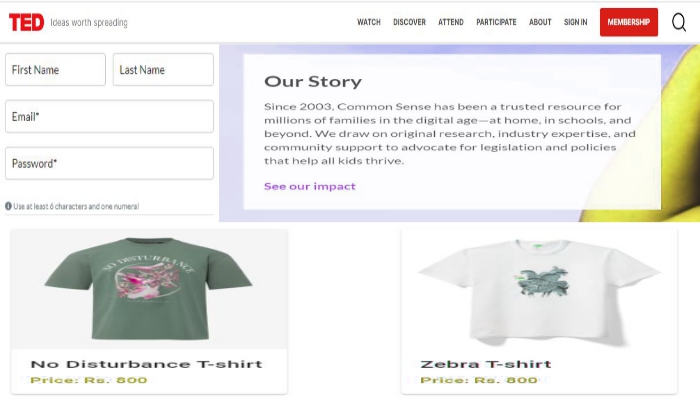 TED Ideas worth spreading WATCH DISCOVER ATTEND PARTICIPATE ABOUT SIGN IN MEMBERSHIP
First Name Last Name
Email*
Password*
Use at least 6 characters and one numeral
Our Story
Since 2003, Common Sense has been a trusted resource for
millions of families in the digital age—at home, in schools, and
beyond. We draw on original research, industry expertise, and
community support to advocate for legislation and policies
that help all kids thrive.
See our impact
NO DISTURBANCE
No Disturbance T-shirt
Price: Rs. 800
Zebra T-shirt
Price: Rs. 800